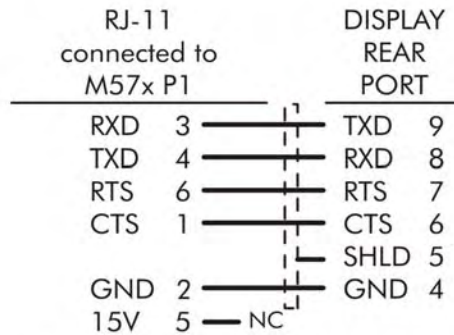 RJ-11 DISPLAY
connected to REAR
M57x P1 PORT
RXD 3 TXD 9
TXD 4 RXD 8
RTS 6 RTS 7
CTS 1 CTS 6
SHLD 5
GND 2 GND 4
15V 5 NC